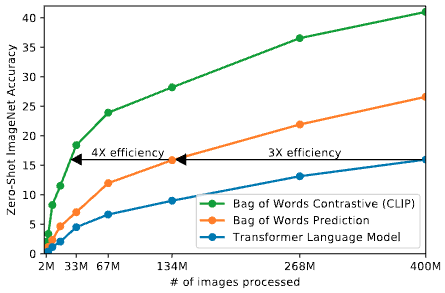 Zero-Shot ImageNet Accuracy
40
35
30
25
20
15
10
5
0
4X efficiency
3X efficiency
Bag of Words Contrastive (CLIP)
Bag of Words Prediction
Transformer Language Model
2M 33M 67M 134M 268M 400M
# of images processed